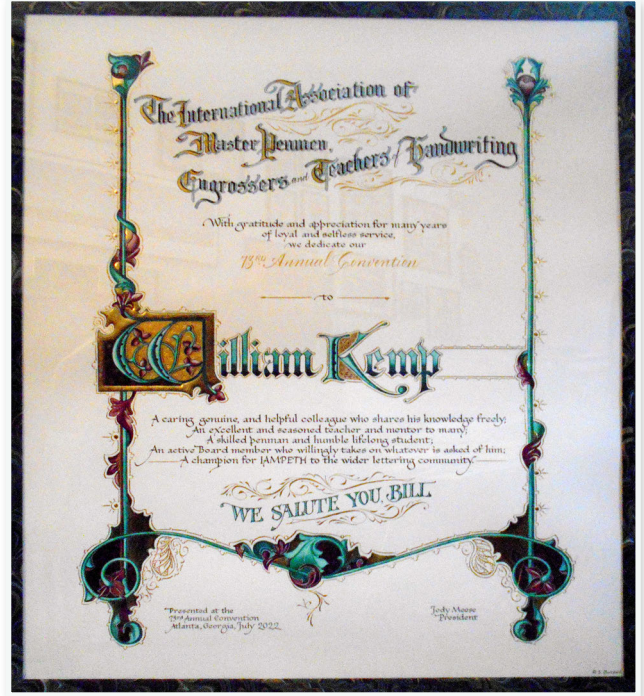 The International Association of
Master Penmen,
Engrossers and Teachers of Handwriting
With gratitude and appreciation for many years
of loyal and selfless service,
we dedicate our
73rd Annual Convention
to
William Kemp
A caring, genuine, and helpful colleague who shares his knowledge freely;
An excellent and seasoned teacher and mentor to many;
A skilled penman and humble lifelong student;
An active Board member who willingly takes on whatever is asked of him;
A champion for IAMPETH to the wider lettering community.
WE SALUTE YOU, BILL
Presented at the
73rd Annual Convention
Atlanta, Georgia, July 2022
Jody Meese
President